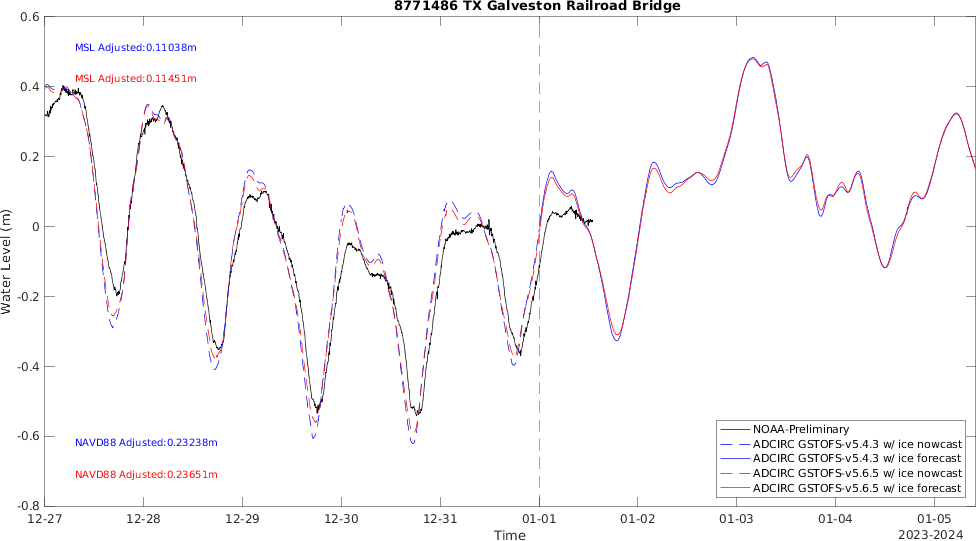 8771486 TX Galveston Railroad Bridge
0.6
0.4
0.2
0
-0.2
-0.4
-0.6
-0.8
Water Level (m)
MSL Adjusted:0.11038m
MSL Adjusted:0.11451m
NAVD88 Adjusted:0.23238m
NAVD88 Adjusted:0.23651m
NOAA-Preliminary
ADCIRC GSTOFS-v5.4.3 w/ ice nowcast
ADCIRC GSTOFS-v5.4.3 w/ ice forecast
ADCIRC GSTOFS-v5.6.5 w/ ice nowcast
ADCIRC GSTOFS-v5.6.5 w/ ice forecast
12-27 12-28 12-29 12-30 12-31 01-01 01-02 01-03 01-04 01-05
Time
2023-2024